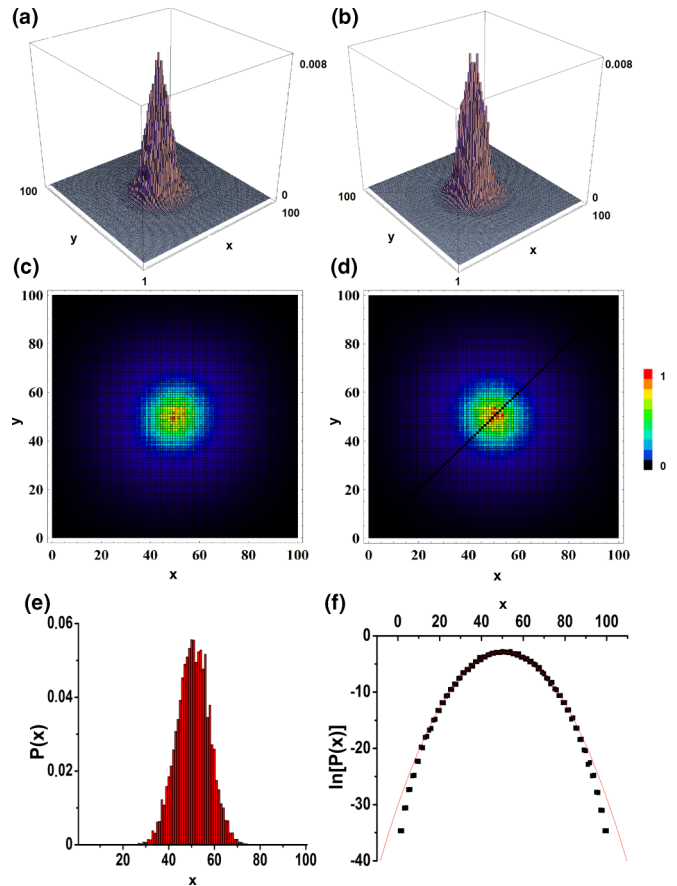 (a) (b)
0.008 0.008
100 0 100 0
100 100
y x y x
1 1
(c) (d)
100 100
80 80
60 60
y y
40 40
20 20
0 0
0 20 40 60 80 100 0 20 40 60 80 100
x x
1
0
(e) (f)
x
0 20 40 60 80 100
0.06 0
0.04 -10
P(x) ln[P(x)]
-20
0.02 -30
0 -40
20 40 60 80 100
x